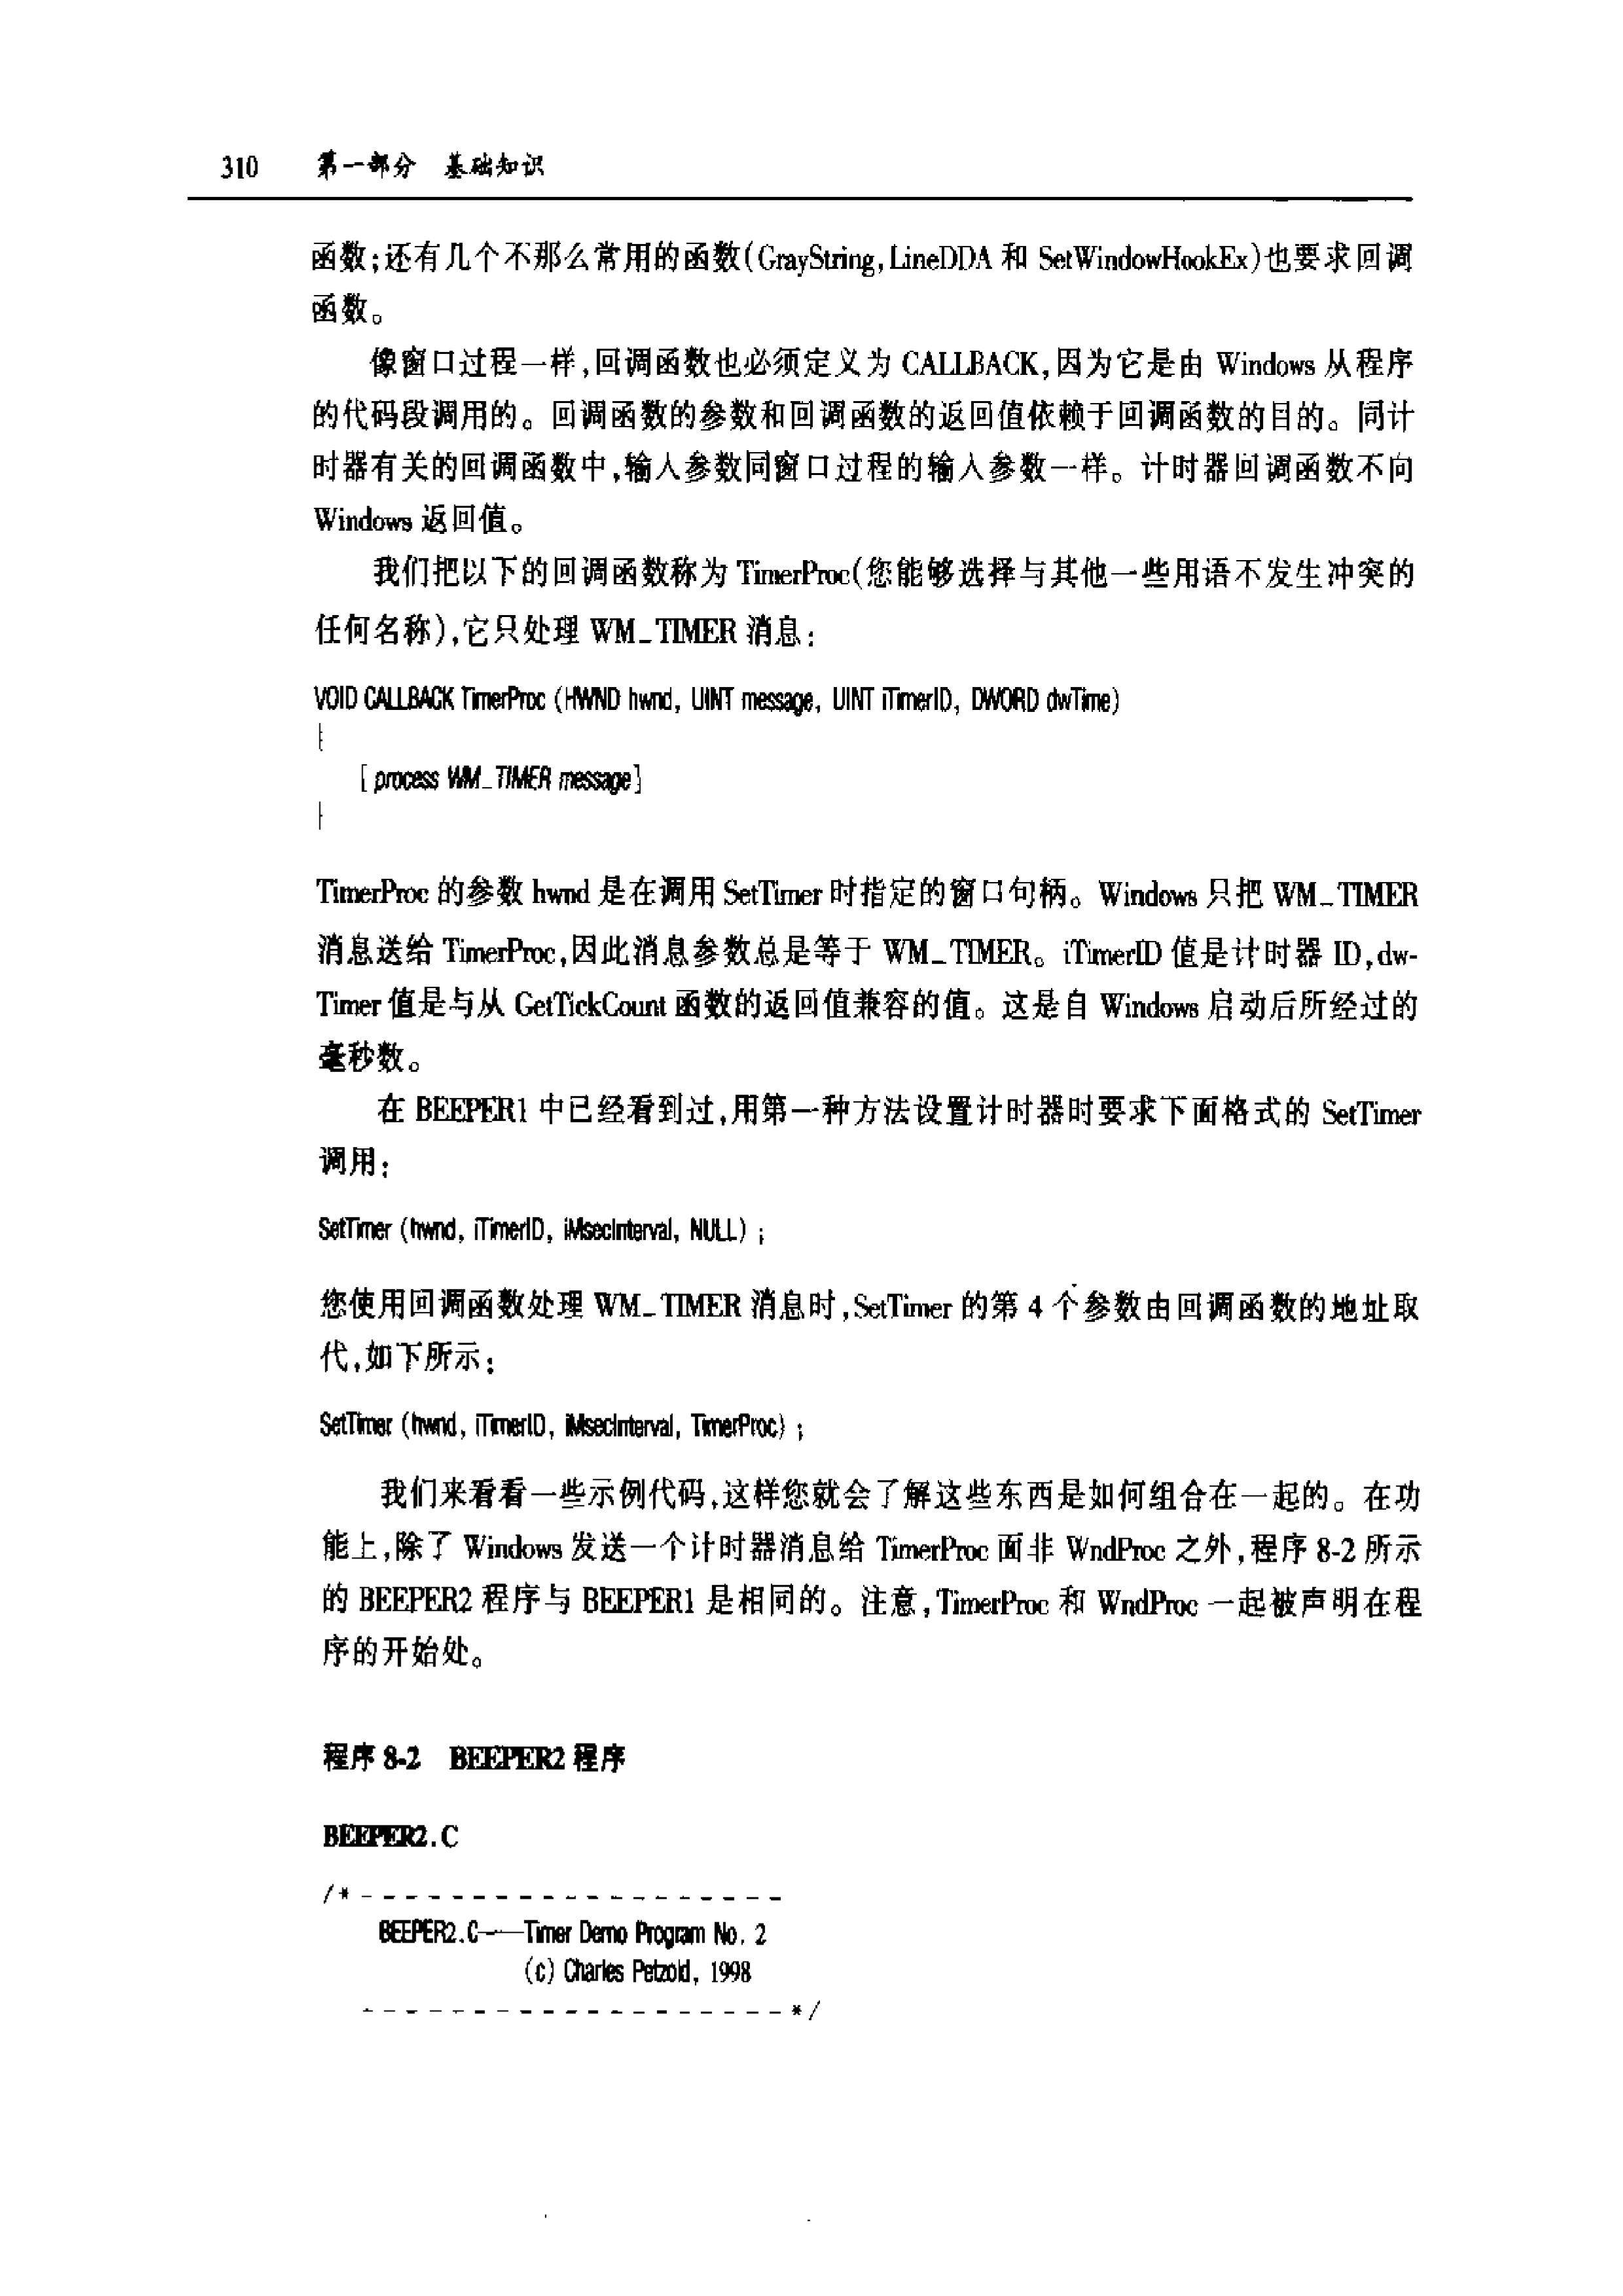 310 第一部分 基础知识
函数;还有几个不那么常用的函数(GrayString,LineDDA 和 SetWindowHookEx)也要求回调
函数。
像窗口过程一样,回调函数也必须定义为 CALLBACK,因为它是由 Windows 从程序
的代码段调用的。回调函数的参数和回调函数的返回值依赖于回调函数的目的。同计
时器有关的回调函数中,输入参数同窗口过程的输入参数一样。计时器回调函数不向
Windows 返回值。
我们把以下的回调函数称为 TimerProc(您能够选择与其他一些用语不发生冲突的
任何名称),它只处理 WM_TIMER 消息:
VOID CALLBACK TimerProc (HWND hwnd, UINT message, UINT iTimerID, DWORD dwTime)
{
[process WM_TIMER message]
}
TimerProc 的参数 hwnd 是在调用 SetTimer 时指定的窗口句柄。Windows 只把 WM_TIMER
消息送给 TimerProc,因此消息参数总是等于 WM_TIMER。iTimerID 值是计时器 ID,dw-
Timer 值是与从 GetTickCount 函数的返回值兼容的值。这是自 Windows 启动后所经过的
毫秒数。
在 BEEPER1 中已经看到过,用第一种方法设置计时器时要求下面格式的 SetTimer
调用:
SetTimer (hwnd, iTimerID, iMsecInterval, NULL) ;
您使用回调函数处理 WM_TIMER 消息时,SetTimer 的第 4 个参数由回调函数的地址取
代,如下所示:
SetTimer (hwnd, iTimerID, iMsecInterval, TimerProc) ;
我们来看看一些示例代码,这样您就会了解这些东西是如何组合在一起的。在功
能上,除了 Windows 发送一个计时器消息给 TimerProc 而非 WndProc 之外,程序 8-2 所示
的 BEEPER2 程序与 BEEPER1 是相同的。注意,TimerProc 和 WndProc 一起被声明在程
序的开始处。
程序 8-2 BEEPER2 程序
BEEPER2.C
/* - - - - - - - - - - - - - - - - - - -
BEEPER2.C——Timer Demo Program No. 2
(c) Charles Petzold, 1998
- - - - - - - - - - - - - - - - - - - */